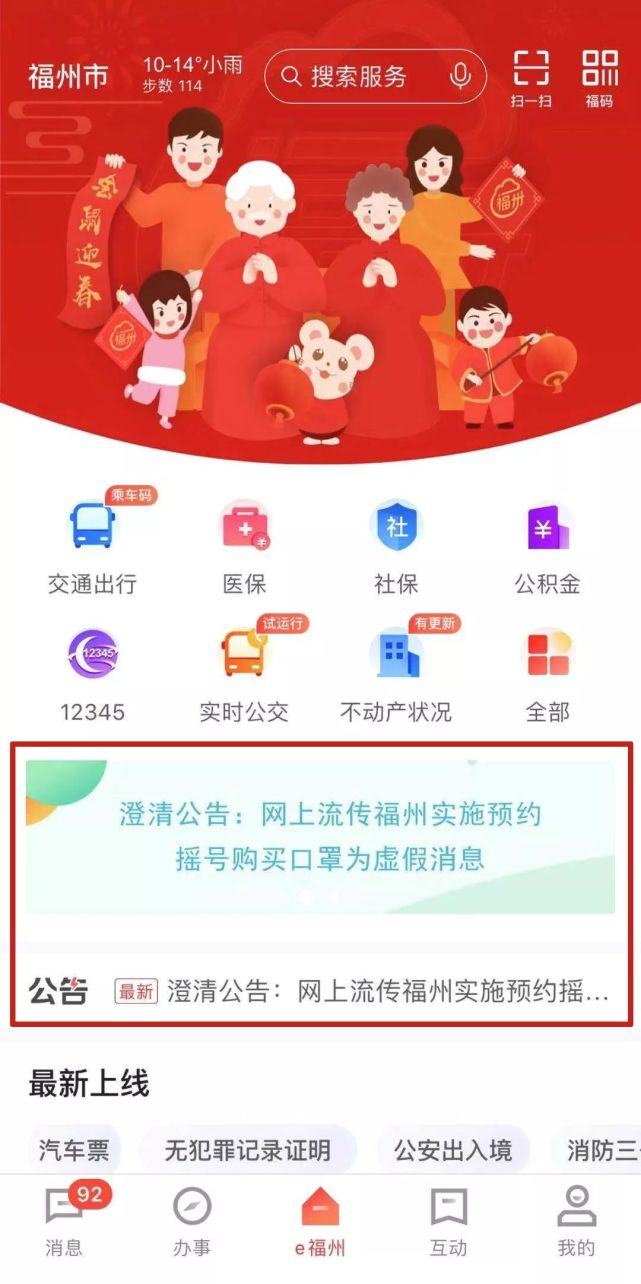 福州市
10-14°小雨
步数 114
搜索服务
扫一扫
福码
金鼠迎春
福州
福州
乘车码
社
交通出行
医保
社保
公积金
12345
试运行
有更新
12345
实时公交
不动产状况
全部
澄清公告：网上流传福州实施预约
摇号购买口罩为虚假消息
公告
最新
澄清公告：网上流传福州实施预约摇...
最新上线
汽车票
无犯罪记录证明
公安出入境
消防三
92
消息
办事
e福州
互动
我的